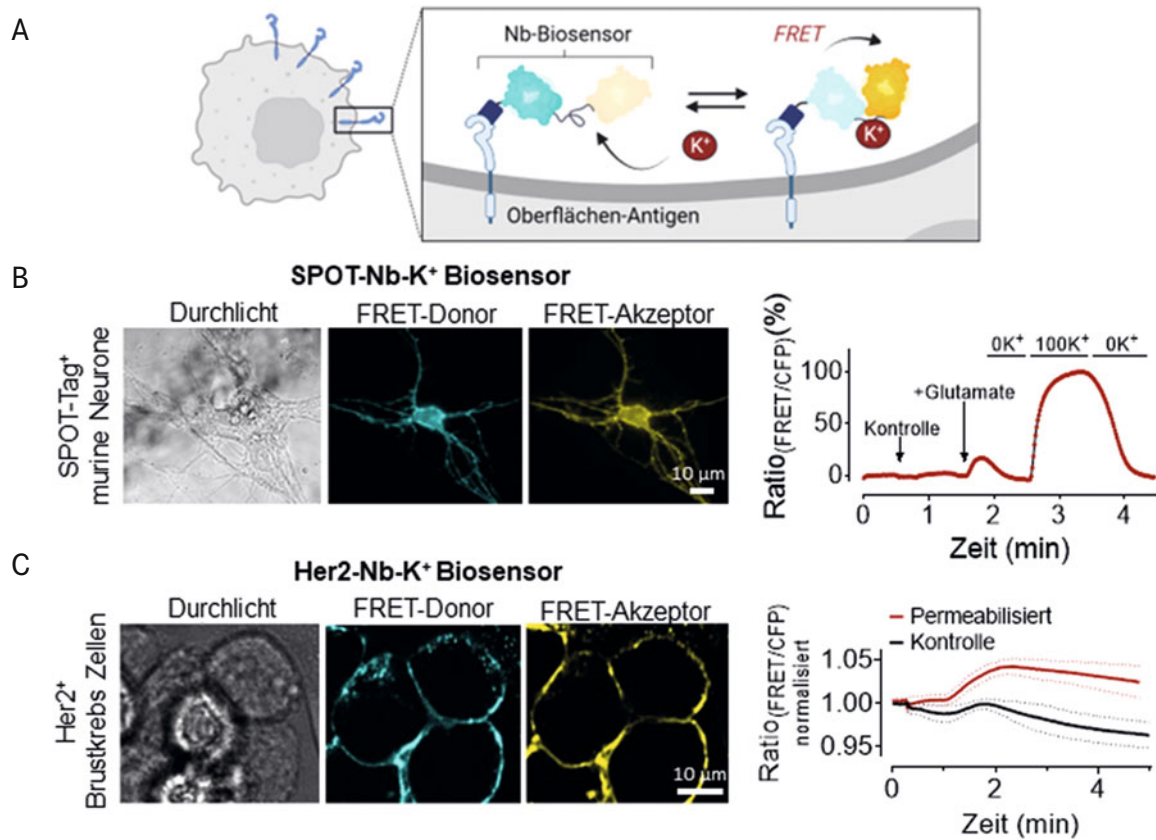 A
Nb-Biosensor
FRET
K⁺
K⁺
Oberflächen-Antigen
B
SPOT-Nb-K⁺ Biosensor
Durchlicht
FRET-Donor
FRET-Akzeptor
SPOT-Tag⁺
murine Neurone
10 µm
Ratio(FRET/CFP)(%)
0K⁺ 100K⁺ 0K⁺
+Glutamate
Kontrolle
100
50
0
0 1 2 3 4
Zeit (min)
C
Her2-Nb-K⁺ Biosensor
Durchlicht
FRET-Donor
FRET-Akzeptor
Her2⁺
Brustkrebs Zellen
10 µm
Ratio(FRET/CFP)
normalisiert
Permeabilisiert
Kontrolle
1.05
1.00
0.95
0 2 4
Zeit (min)